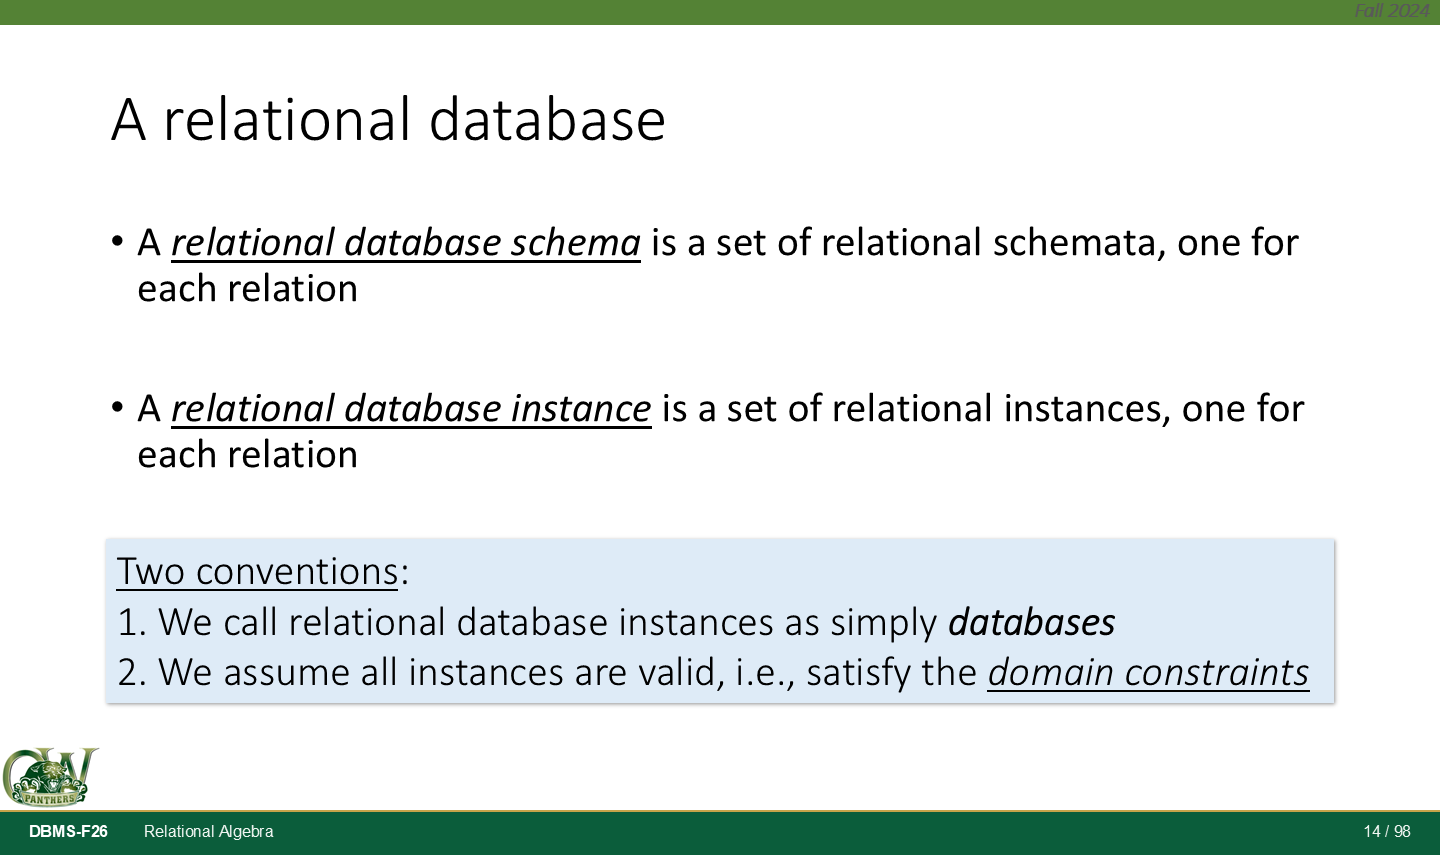 Fall 2024
A relational database
• A relational database schema is a set of relational schemata, one for
each relation
• A relational database instance is a set of relational instances, one for
each relation
Two conventions:
1. We call relational database instances as simply databases
2. We assume all instances are valid, i.e., satisfy the domain constraints
OW
PANTHERS
DBMS-F26 Relational Algebra 14 / 98